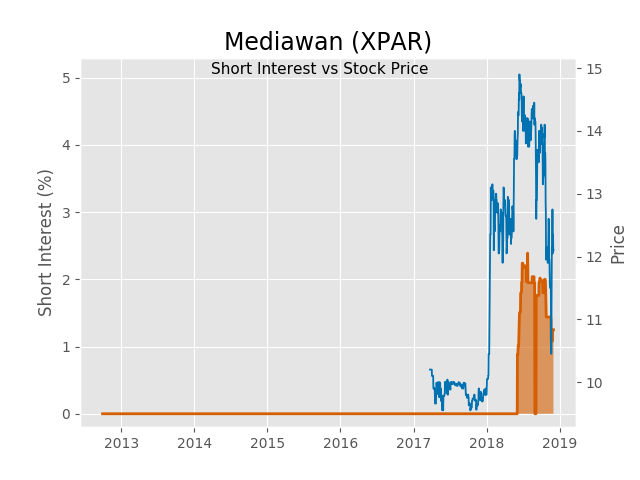 Mediawan (XPAR)
Short Interest vs Stock Price
Short Interest (%)
5
4
3
2
1
0
15
14
13
12
11
10
Price
2013 2014 2015 2016 2017 2018 2019